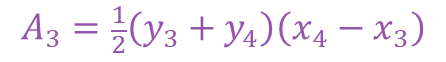 A₃ = ½(y₃ + y₄)(x₄ − x₃)